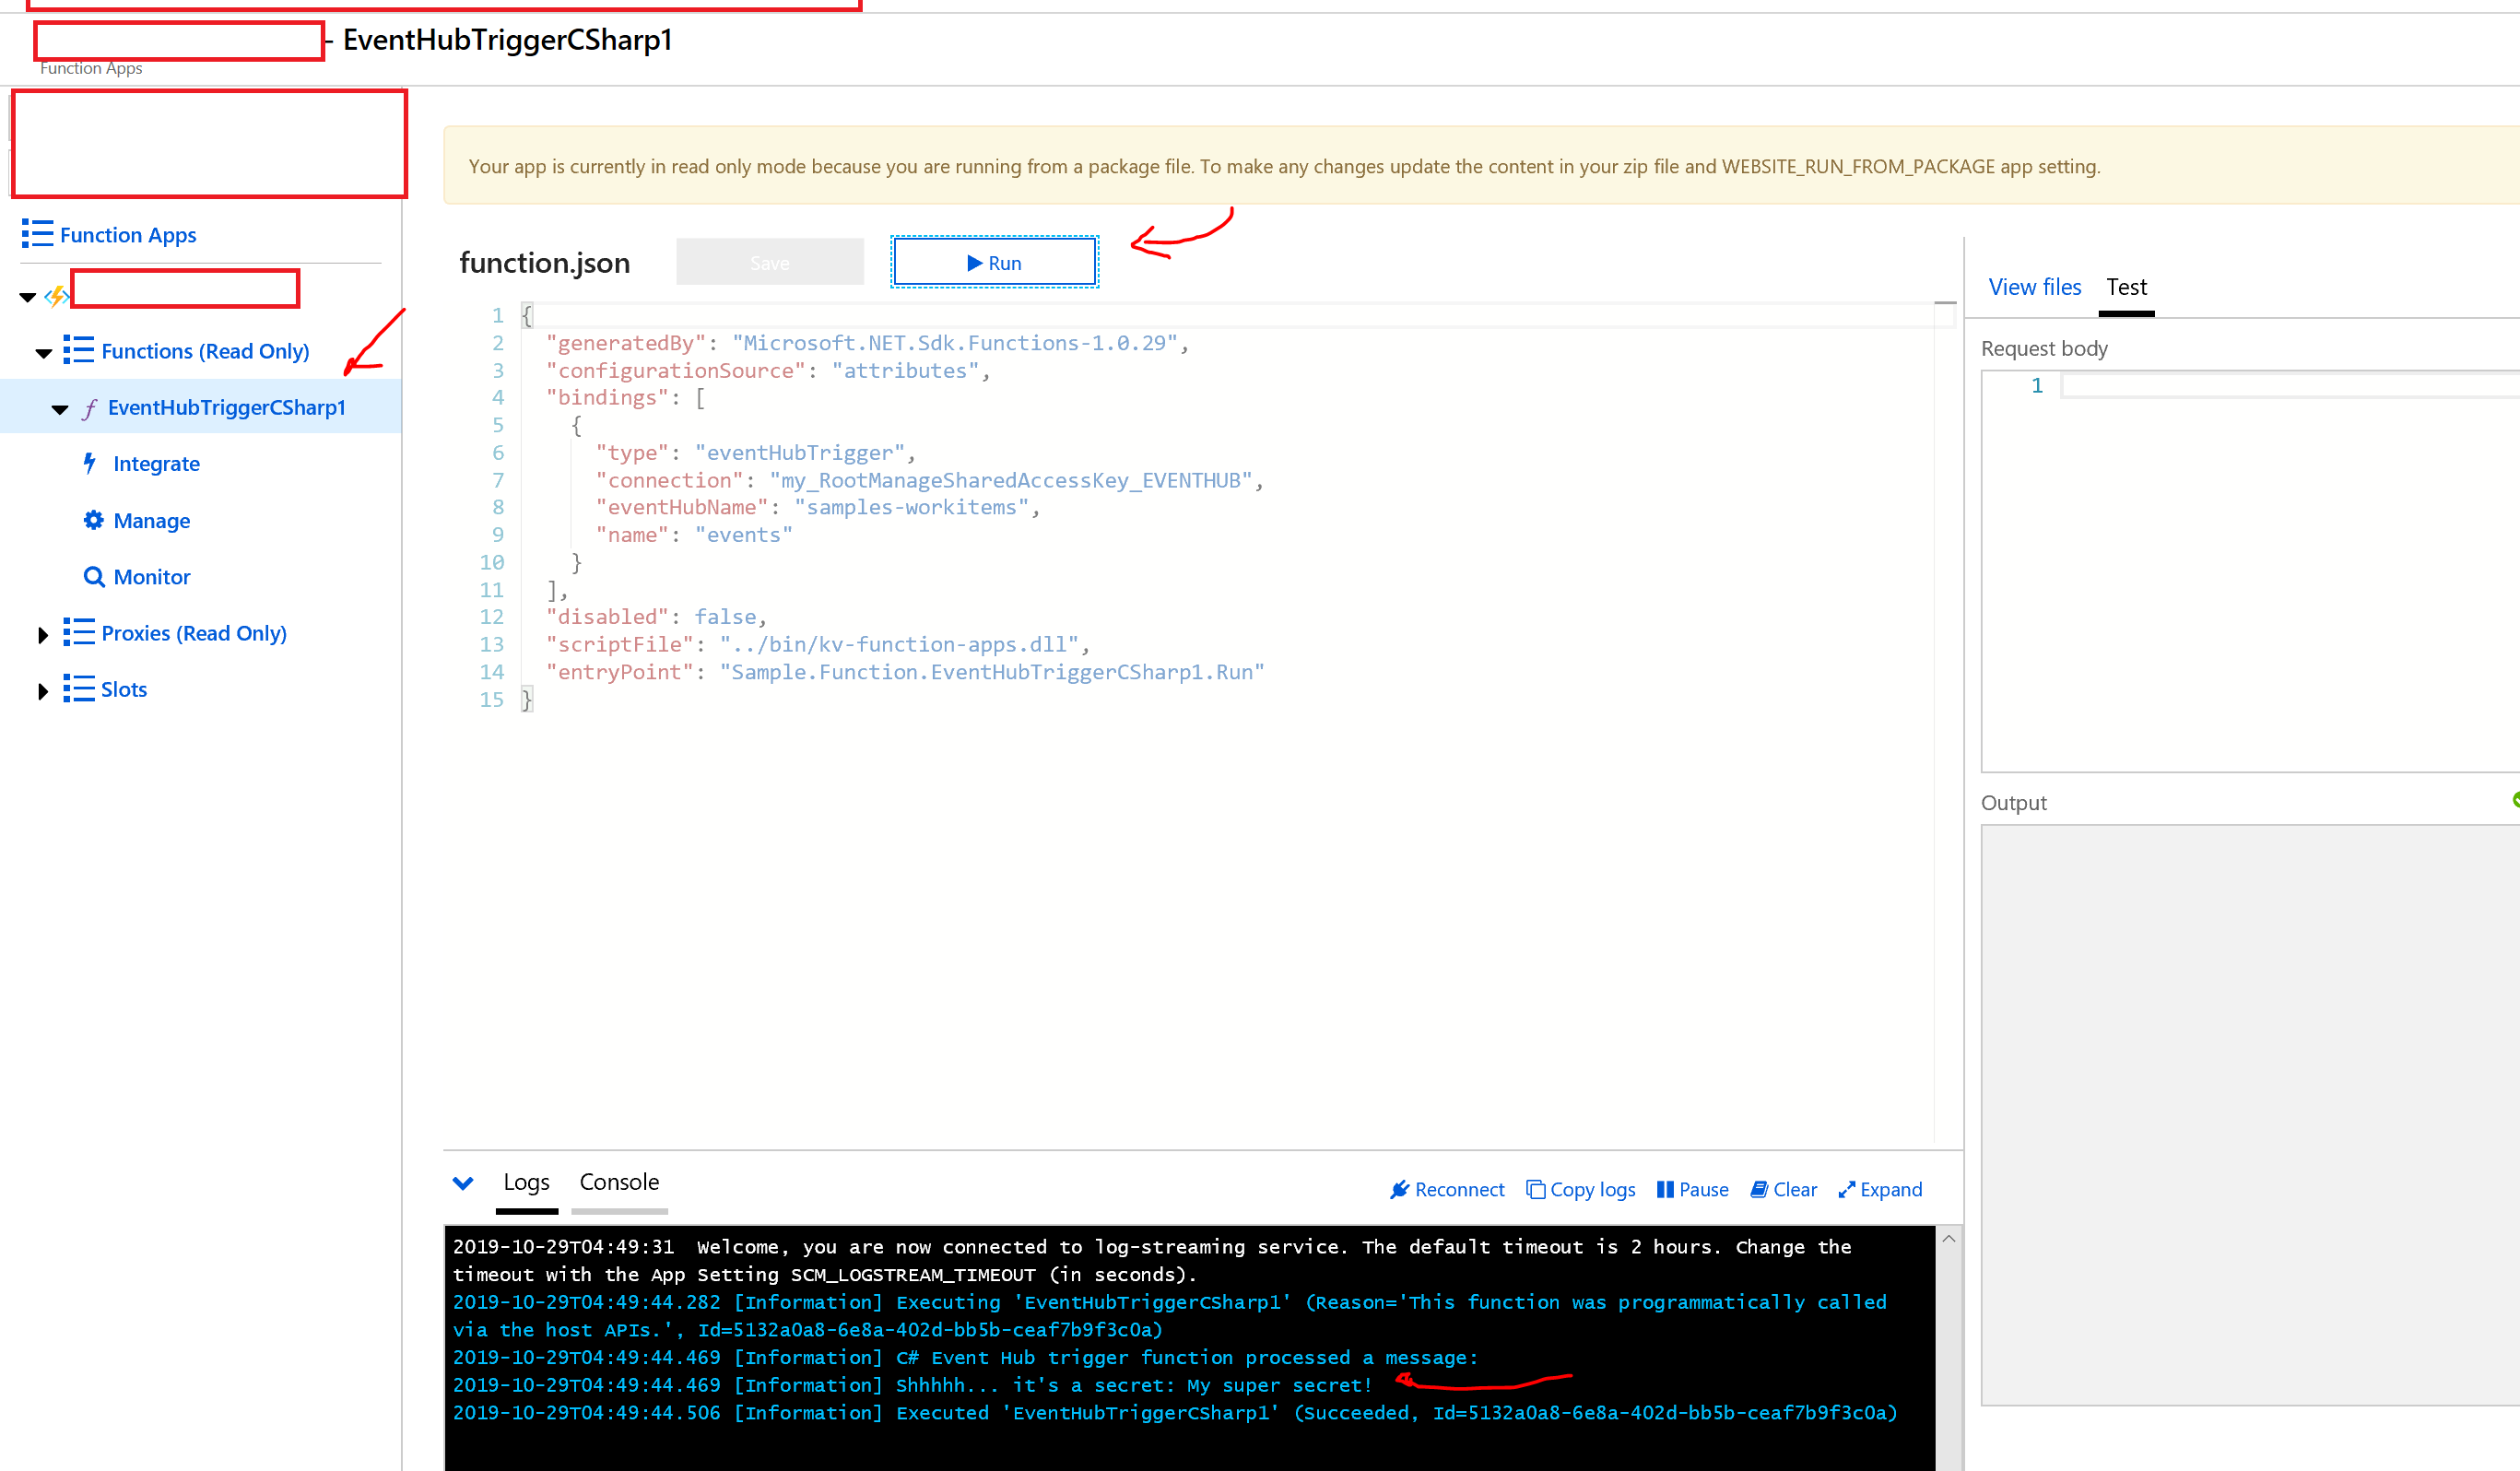 - EventHubTriggerCSharp1
Function Apps
Your app is currently in read only mode because you are running from a package file. To make any changes update the content in your zip file and WEBSITE_RUN_FROM_PACKAGE app setting.
Function Apps
Functions (Read Only)
EventHubTriggerCSharp1
Integrate
Manage
Monitor
Proxies (Read Only)
Slots
function.json
Save
Run
1 {
2 "generatedBy": "Microsoft.NET.Sdk.Functions-1.0.29",
3 "configurationSource": "attributes",
4 "bindings": [
5 {
6 "type": "eventHubTrigger",
7 "connection": "my_RootManageSharedAccessKey_EVENTHUB",
8 "eventHubName": "samples-workitems",
9 "name": "events"
10 }
11 ],
12 "disabled": false,
13 "scriptFile": "../bin/kv-function-apps.dll",
14 "entryPoint": "Sample.Function.EventHubTriggerCSharp1.Run"
15 }
View files Test
Request body
1
Output
Logs Console
Reconnect Copy logs Pause Clear Expand
2019-10-29T04:49:31  Welcome, you are now connected to log-streaming service. The default timeout is 2 hours. Change the
timeout with the App Setting SCM_LOGSTREAM_TIMEOUT (in seconds).
2019-10-29T04:49:44.282 [Information] Executing 'EventHubTriggerCSharp1' (Reason='This function was programmatically called
via the host APIs.', Id=5132a0a8-6e8a-402d-bb5b-ceaf7b9f3c0a)
2019-10-29T04:49:44.469 [Information] C# Event Hub trigger function processed a message:
2019-10-29T04:49:44.469 [Information] Shhhhh... it's a secret: My super secret!
2019-10-29T04:49:44.506 [Information] Executed 'EventHubTriggerCSharp1' (Succeeded, Id=5132a0a8-6e8a-402d-bb5b-ceaf7b9f3c0a)